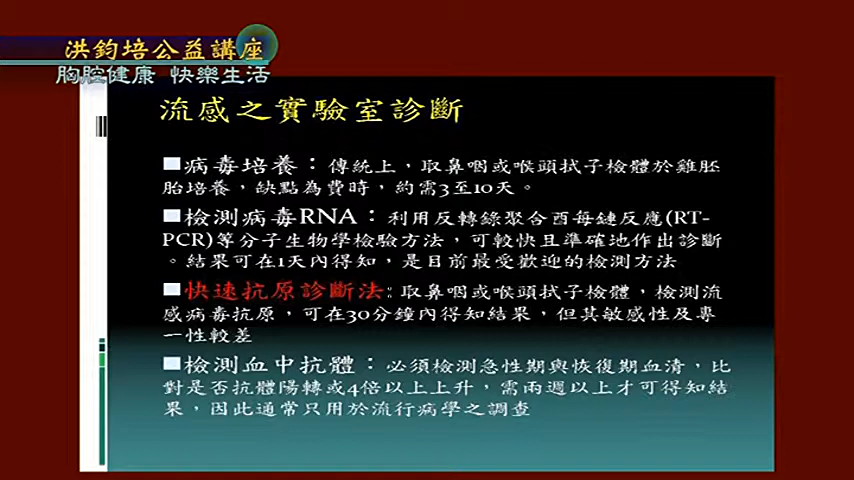 洪鈞培公益講座
胸腔健康 快樂生活
流感之實驗室診斷
■病毒培養：傳統上，取鼻咽或喉頭拭子檢體於雞胚
胎培養，缺點為費時，約需3至10天。
■檢測病毒RNA：利用反轉錄聚合酉每鏈反應(RT-
PCR)等分子生物學檢驗方法，可較快且準確地作出診斷
。結果可在1天內得知，是目前最受歡迎的檢測方法
■快速抗原診斷法:取鼻咽或喉頭拭子檢體，檢測流
感病毒抗原，可在30分鐘內得知結果，但其敏感性及專
一性較差
■檢測血中抗體：必須檢測急性期與恢復期血清，比
對是否抗體陽轉或4倍以上上升，需兩週以上才可得知結
果，因此通常只用於流行病學之調查